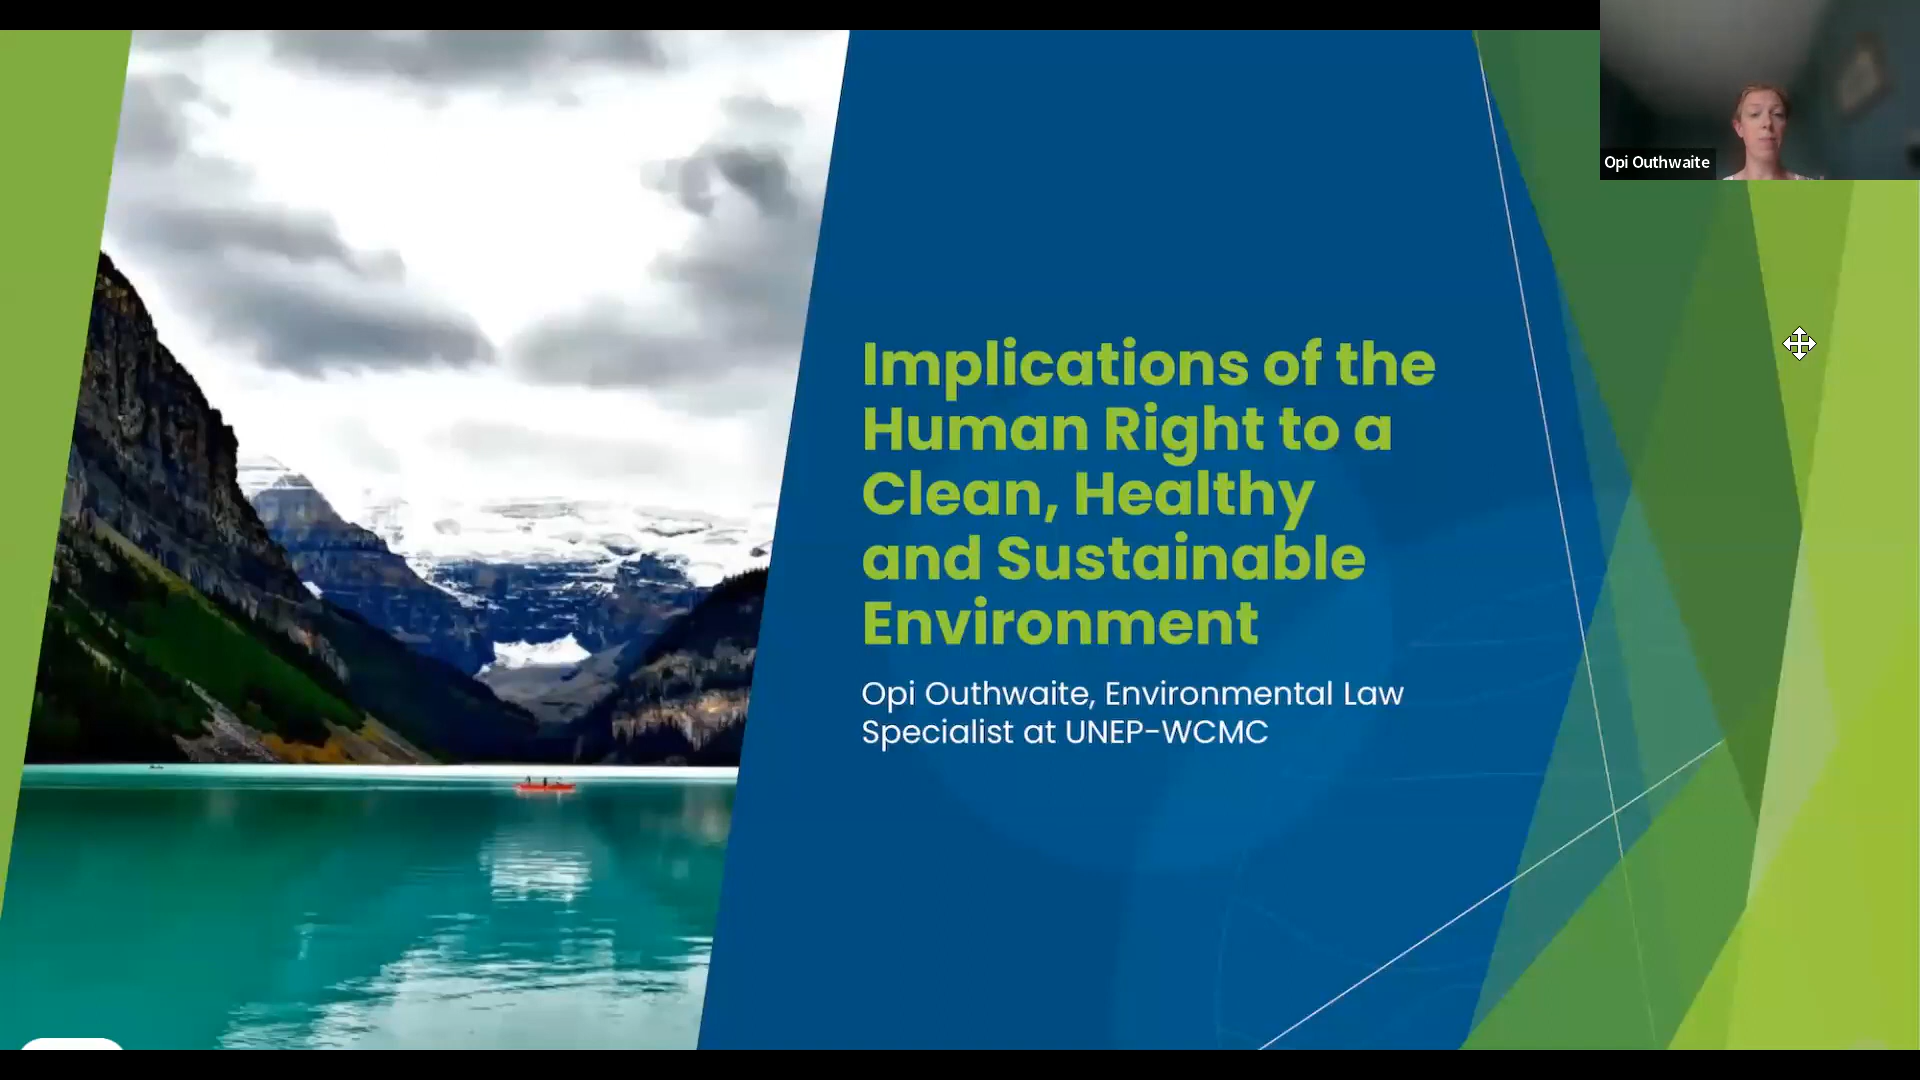 Opi Outhwaite
Implications of the
Human Right to a
Clean, Healthy
and Sustainable
Environment
Opi Outhwaite, Environmental Law
Specialist at UNEP-WCMC